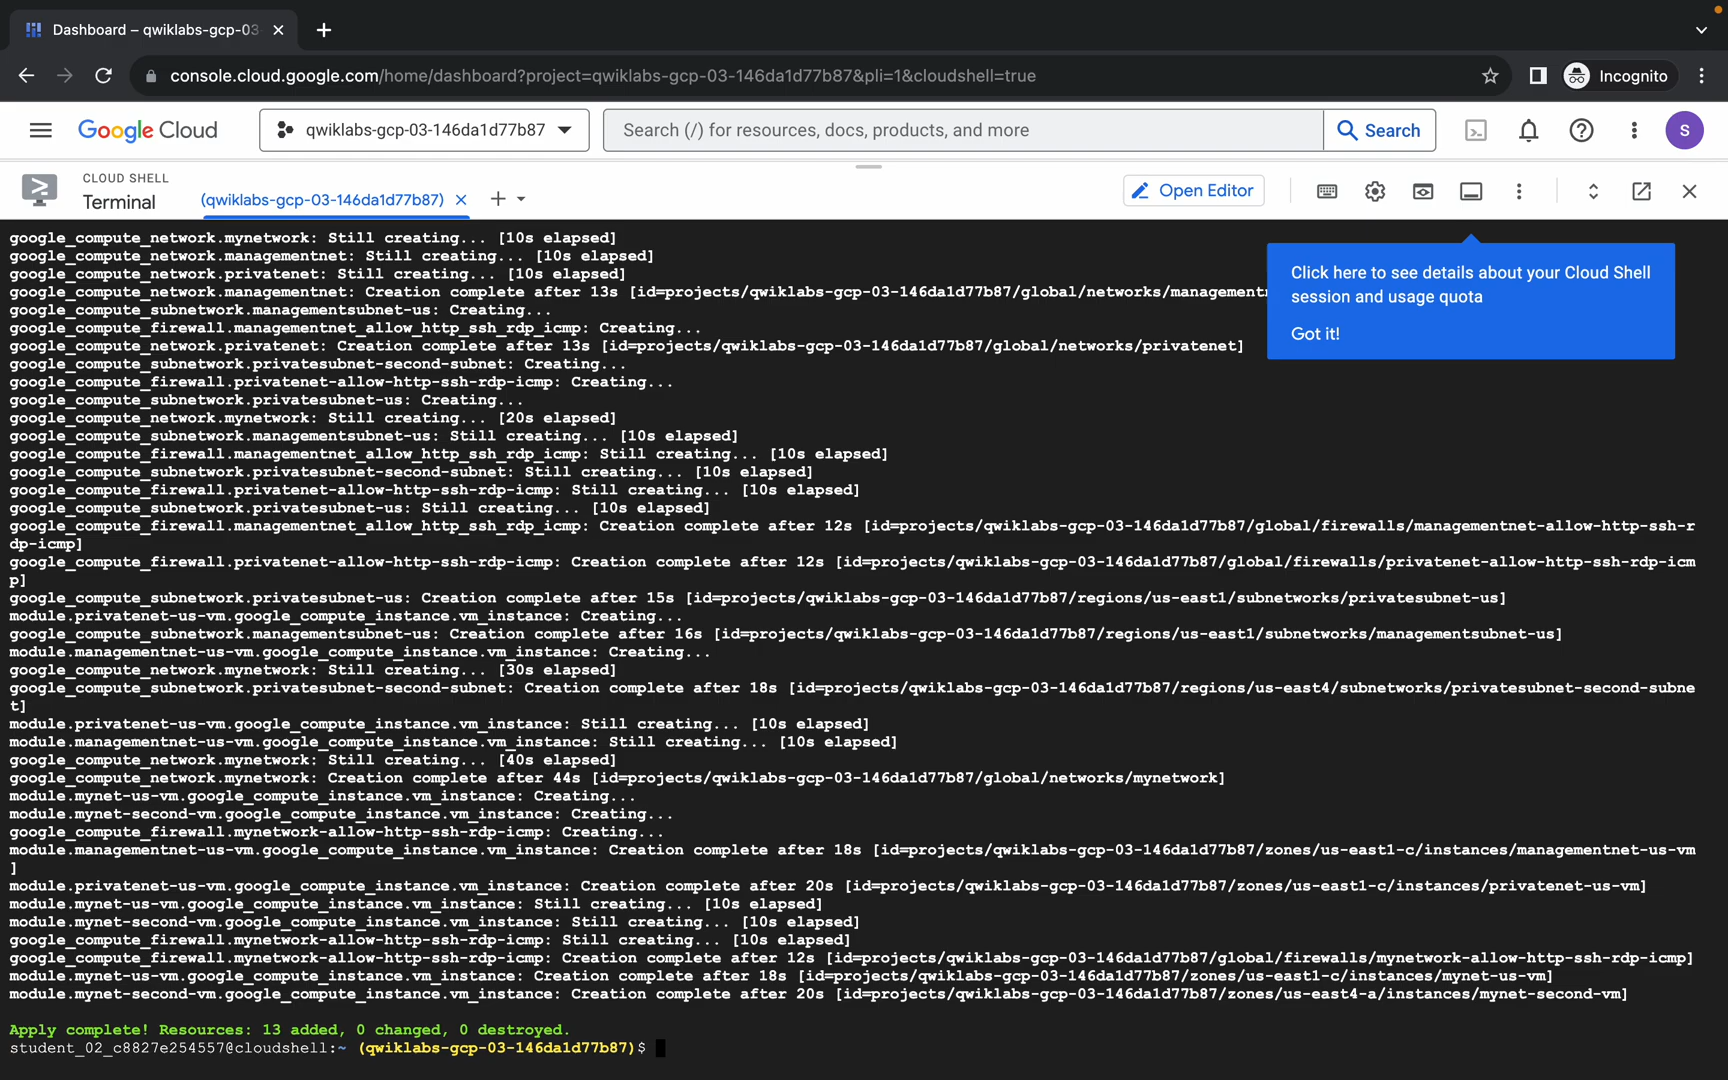 Dashboard – qwiklabs-gcp-03
console.cloud.google.com/home/dashboard?project=qwiklabs-gcp-03-146da1d77b87&pli=1&cloudshell=true
Incognito
Google Cloud
qwiklabs-gcp-03-146da1d77b87
Search (/) for resources, docs, products, and more
Search
S
CLOUD SHELL
Terminal
(qwiklabs-gcp-03-146da1d77b87)
Open Editor
Click here to see details about your Cloud Shell
session and usage quota
Got it!
google_compute_network.mynetwork: Still creating... [10s elapsed]
google_compute_network.managementnet: Still creating... [10s elapsed]
google_compute_network.privatenet: Still creating... [10s elapsed]
google_compute_network.managementnet: Creation complete after 13s [id=projects/qwiklabs-gcp-03-146da1d77b87/global/networks/management
google_compute_subnetwork.managementsubnet-us: Creating...
google_compute_firewall.managementnet_allow_http_ssh_rdp_icmp: Creating...
google_compute_network.privatenet: Creation complete after 13s [id=projects/qwiklabs-gcp-03-146da1d77b87/global/networks/privatenet]
google_compute_subnetwork.privatesubnet-second-subnet: Creating...
google_compute_firewall.privatenet-allow-http-ssh-rdp-icmp: Creating...
google_compute_subnetwork.privatesubnet-us: Creating...
google_compute_network.mynetwork: Still creating... [20s elapsed]
google_compute_subnetwork.managementsubnet-us: Still creating... [10s elapsed]
google_compute_firewall.managementnet_allow_http_ssh_rdp_icmp: Still creating... [10s elapsed]
google_compute_subnetwork.privatesubnet-second-subnet: Still creating... [10s elapsed]
google_compute_firewall.privatenet-allow-http-ssh-rdp-icmp: Still creating... [10s elapsed]
google_compute_subnetwork.privatesubnet-us: Still creating... [10s elapsed]
google_compute_firewall.managementnet_allow_http_ssh_rdp_icmp: Creation complete after 12s [id=projects/qwiklabs-gcp-03-146da1d77b87/global/firewalls/managementnet-allow-http-ssh-r
dp-icmp]
google_compute_firewall.privatenet-allow-http-ssh-rdp-icmp: Creation complete after 12s [id=projects/qwiklabs-gcp-03-146da1d77b87/global/firewalls/privatenet-allow-http-ssh-rdp-icm
p]
google_compute_subnetwork.privatesubnet-us: Creation complete after 15s [id=projects/qwiklabs-gcp-03-146da1d77b87/regions/us-east1/subnetworks/privatesubnet-us]
module.privatenet-us-vm.google_compute_instance.vm_instance: Creating...
google_compute_subnetwork.managementsubnet-us: Creation complete after 16s [id=projects/qwiklabs-gcp-03-146da1d77b87/regions/us-east1/subnetworks/managementsubnet-us]
module.managementnet-us-vm.google_compute_instance.vm_instance: Creating...
google_compute_network.mynetwork: Still creating... [30s elapsed]
google_compute_subnetwork.privatesubnet-second-subnet: Creation complete after 18s [id=projects/qwiklabs-gcp-03-146da1d77b87/regions/us-east4/subnetworks/privatesubnet-second-subne
t]
module.privatenet-us-vm.google_compute_instance.vm_instance: Still creating... [10s elapsed]
module.managementnet-us-vm.google_compute_instance.vm_instance: Still creating... [10s elapsed]
google_compute_network.mynetwork: Still creating... [40s elapsed]
google_compute_network.mynetwork: Creation complete after 44s [id=projects/qwiklabs-gcp-03-146da1d77b87/global/networks/mynetwork]
module.mynet-us-vm.google_compute_instance.vm_instance: Creating...
module.mynet-second-vm.google_compute_instance.vm_instance: Creating...
google_compute_firewall.mynetwork-allow-http-ssh-rdp-icmp: Creating...
module.managementnet-us-vm.google_compute_instance.vm_instance: Creation complete after 18s [id=projects/qwiklabs-gcp-03-146da1d77b87/zones/us-east1-c/instances/managementnet-us-vm
]
module.privatenet-us-vm.google_compute_instance.vm_instance: Creation complete after 20s [id=projects/qwiklabs-gcp-03-146da1d77b87/zones/us-east1-c/instances/privatenet-us-vm]
module.mynet-us-vm.google_compute_instance.vm_instance: Still creating... [10s elapsed]
module.mynet-second-vm.google_compute_instance.vm_instance: Still creating... [10s elapsed]
google_compute_firewall.mynetwork-allow-http-ssh-rdp-icmp: Still creating... [10s elapsed]
google_compute_firewall.mynetwork-allow-http-ssh-rdp-icmp: Creation complete after 12s [id=projects/qwiklabs-gcp-03-146da1d77b87/global/firewalls/mynetwork-allow-http-ssh-rdp-icmp]
module.mynet-us-vm.google_compute_instance.vm_instance: Creation complete after 18s [id=projects/qwiklabs-gcp-03-146da1d77b87/zones/us-east1-c/instances/mynet-us-vm]
module.mynet-second-vm.google_compute_instance.vm_instance: Creation complete after 20s [id=projects/qwiklabs-gcp-03-146da1d77b87/zones/us-east4-a/instances/mynet-second-vm]
Apply complete! Resources: 13 added, 0 changed, 0 destroyed.
student_02_c8827e254557@cloudshell:~ (qwiklabs-gcp-03-146da1d77b87)$